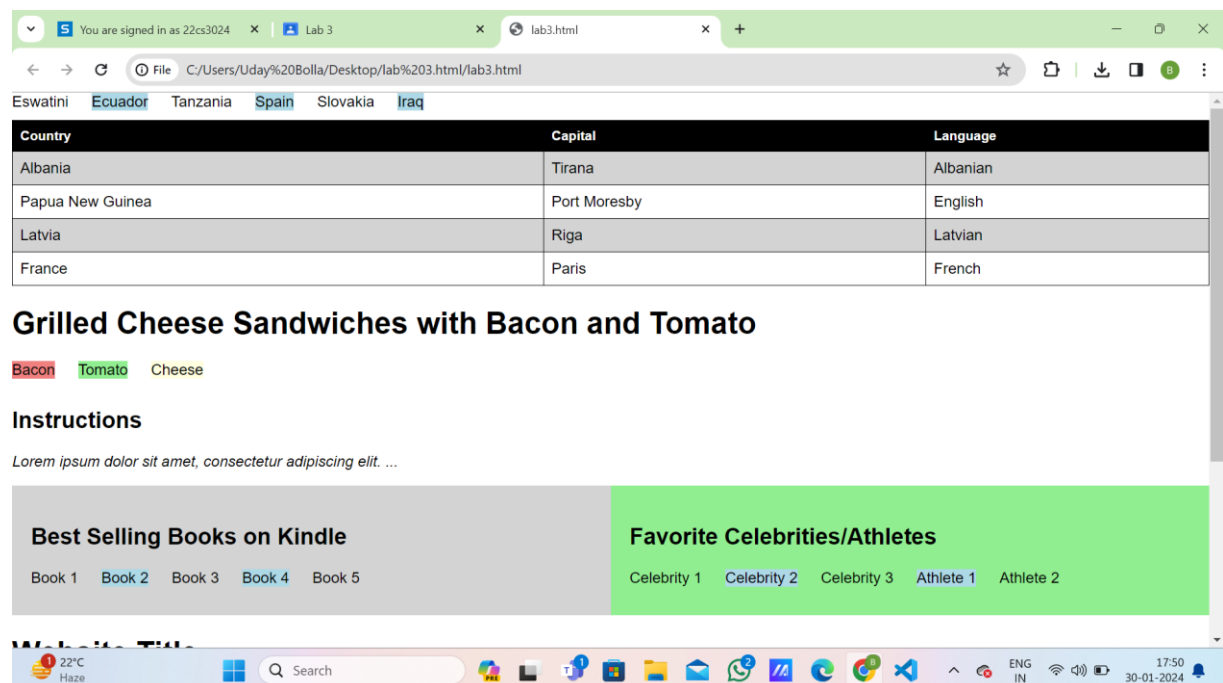 You are signed in as 22cs3024 Lab 3 lab3.html
File C:/Users/Uday%20Bolla/Desktop/lab%203.html/lab3.html B
Eswatini Ecuador Tanzania Spain Slovakia Iraq
Country Capital Language
Albania Tirana Albanian
Papua New Guinea Port Moresby English
Latvia Riga Latvian
France Paris French
Grilled Cheese Sandwiches with Bacon and Tomato
Bacon Tomato Cheese
Instructions
Lorem ipsum dolor sit amet, consectetur adipiscing elit. ...
Best Selling Books on Kindle
Book 1 Book 2 Book 3 Book 4 Book 5
Favorite Celebrities/Athletes
Celebrity 1 Celebrity 2 Celebrity 3 Athlete 1 Athlete 2
Website Title
1 22°C Search PRE 2 ENG 17:50
Haze IN 30-01-2024